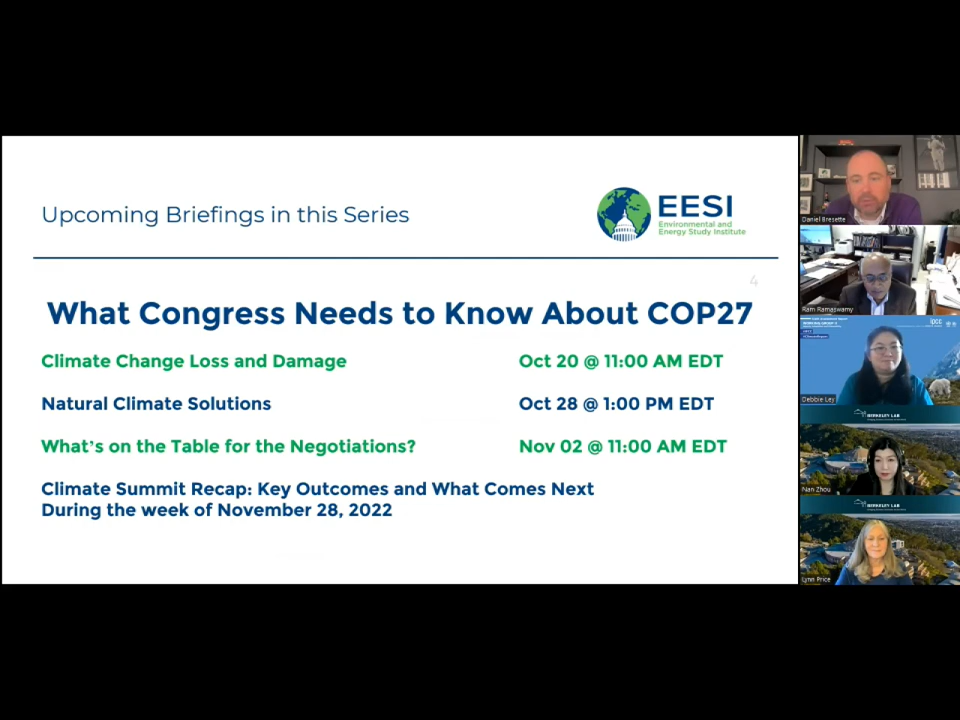 Upcoming Briefings in this Series
EESI
Environmental and
Energy Study Institute
4
What Congress Needs to Know About COP27
Climate Change Loss and Damage Oct 20 @ 11:00 AM EDT
Natural Climate Solutions Oct 28 @ 1:00 PM EDT
What's on the Table for the Negotiations? Nov 02 @ 11:00 AM EDT
Climate Summit Recap: Key Outcomes and What Comes Next
During the week of November 28, 2022
Daniel Bresette
Ram Ramaswamy
ipcc
Debbie Ley
BERKELEY LAB
Nan Zhou
BERKELEY LAB
Lynn Price